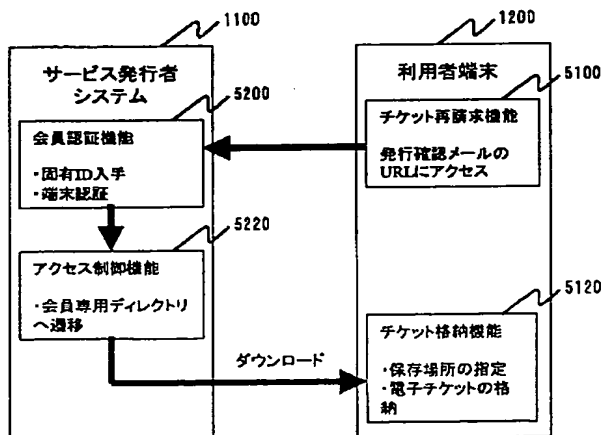 1100
サービス発行者
システム
5200
会員認証機能
・固有ID入手
・端末認証
5220
アクセス制御機能
・会員専用ディレクトリ
へ遷移
ダウンロード
1200
利用者端末
5100
チケット再請求機能
発行確認メールの
URLにアクセス
5120
チケット格納機能
・保存場所の指定
・電子チケットの格
納